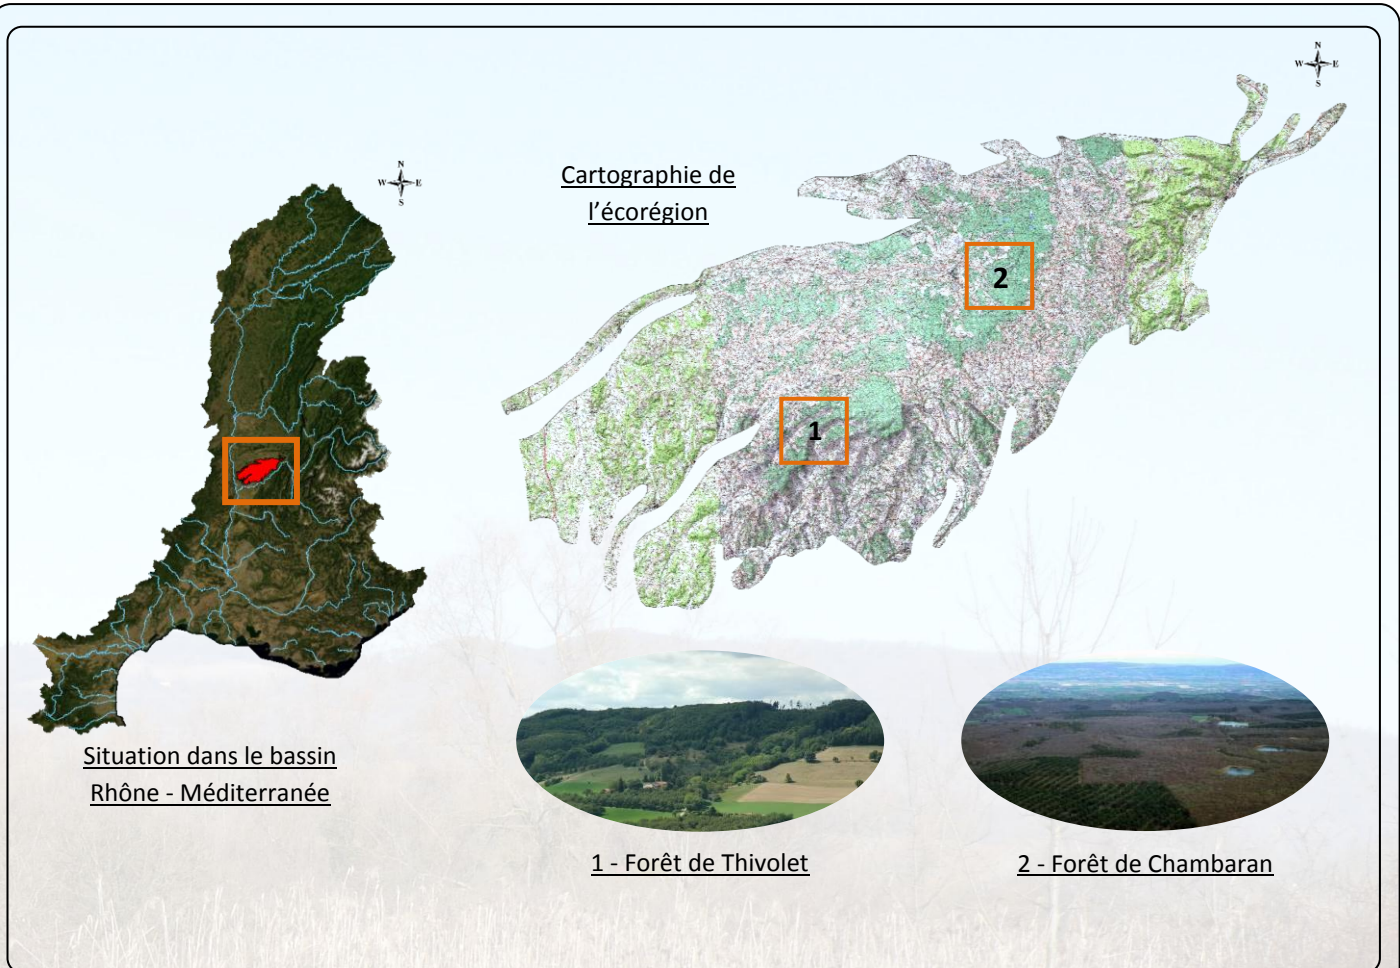 N
W E
S
N
W E
S
Cartographie de
l'écorégion
2
1
Situation dans le bassin
Rhône - Méditerranée
1 - Forêt de Thivolet
2 - Forêt de Chambaran